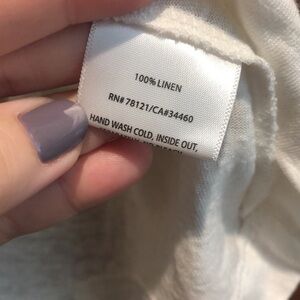 100% LINEN
RN# 78121/CA#34460
HAND WASH COLD, INSIDE OUT,